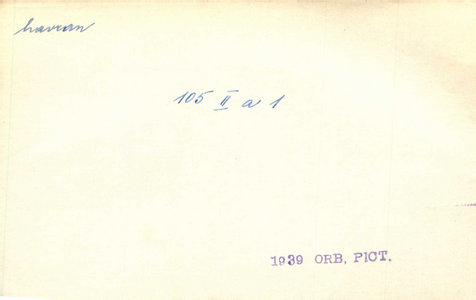 havran
105 II a 1
1939 ORB, PICT.